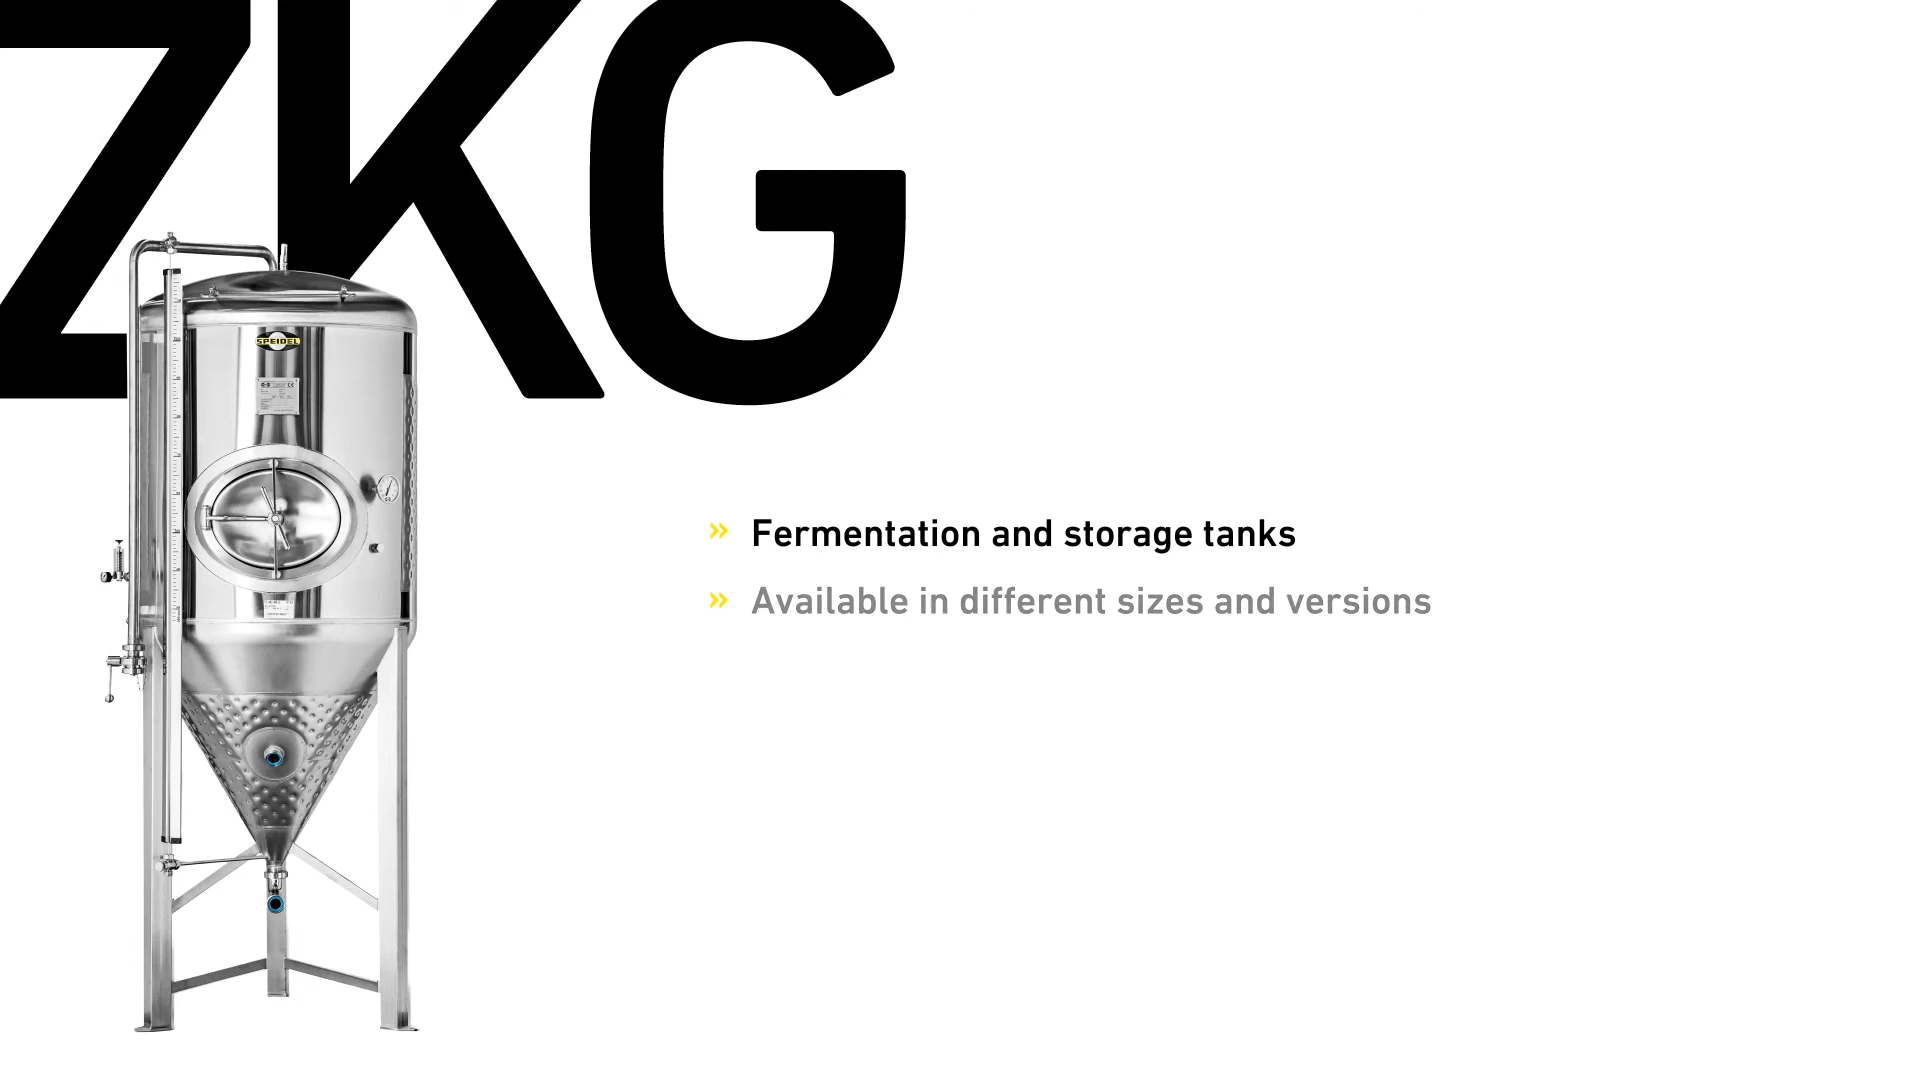 ZKG
SPEIDEL
» Fermentation and storage tanks
» Available in different sizes and versions